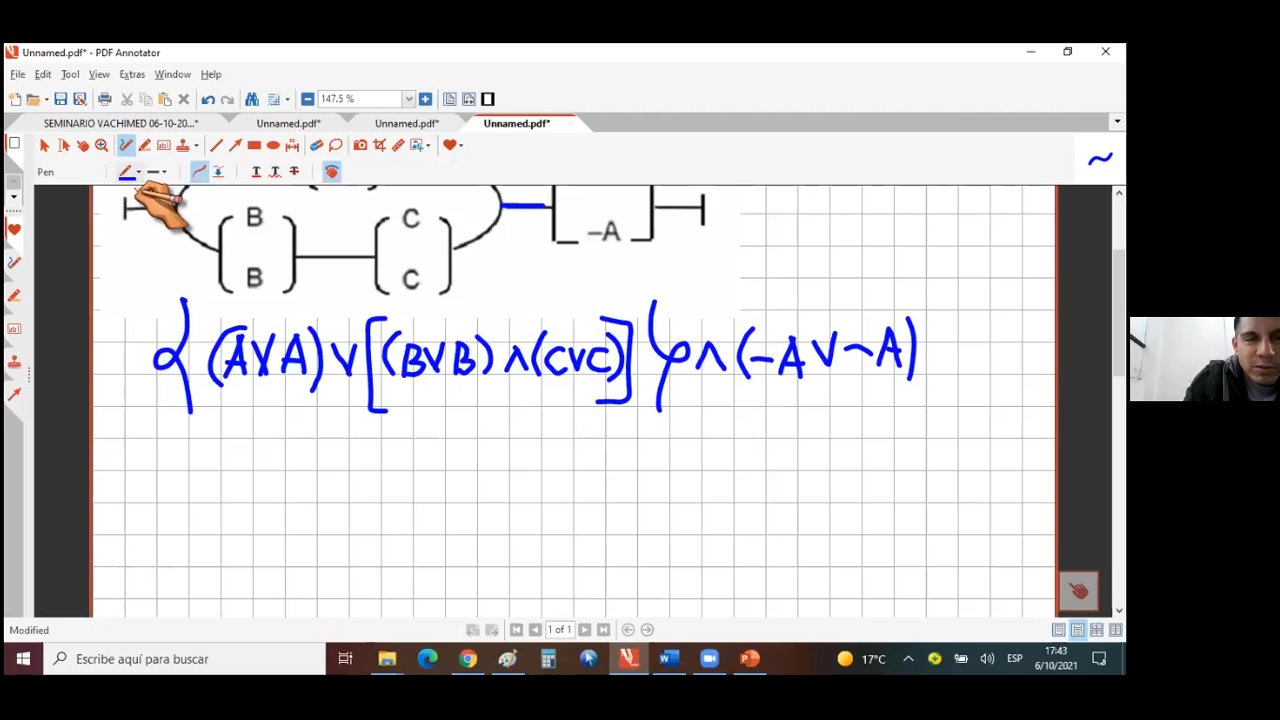 Unnamed.pdf* - PDF Annotator
File Edit Tool View Extras Window Help
147.5 %
SEMINARIO VACHIMED 06-10-20...* Unnamed.pdf* Unnamed.pdf* Unnamed.pdf*
Pen
B C
–A
B C
{(A∨A)∨[(B∨B)∧(C∨C)]}∧(-A∨-A)
Modified
1 of 1
Escribe aquí para buscar
17°C
ESP
17:43
6/10/2021